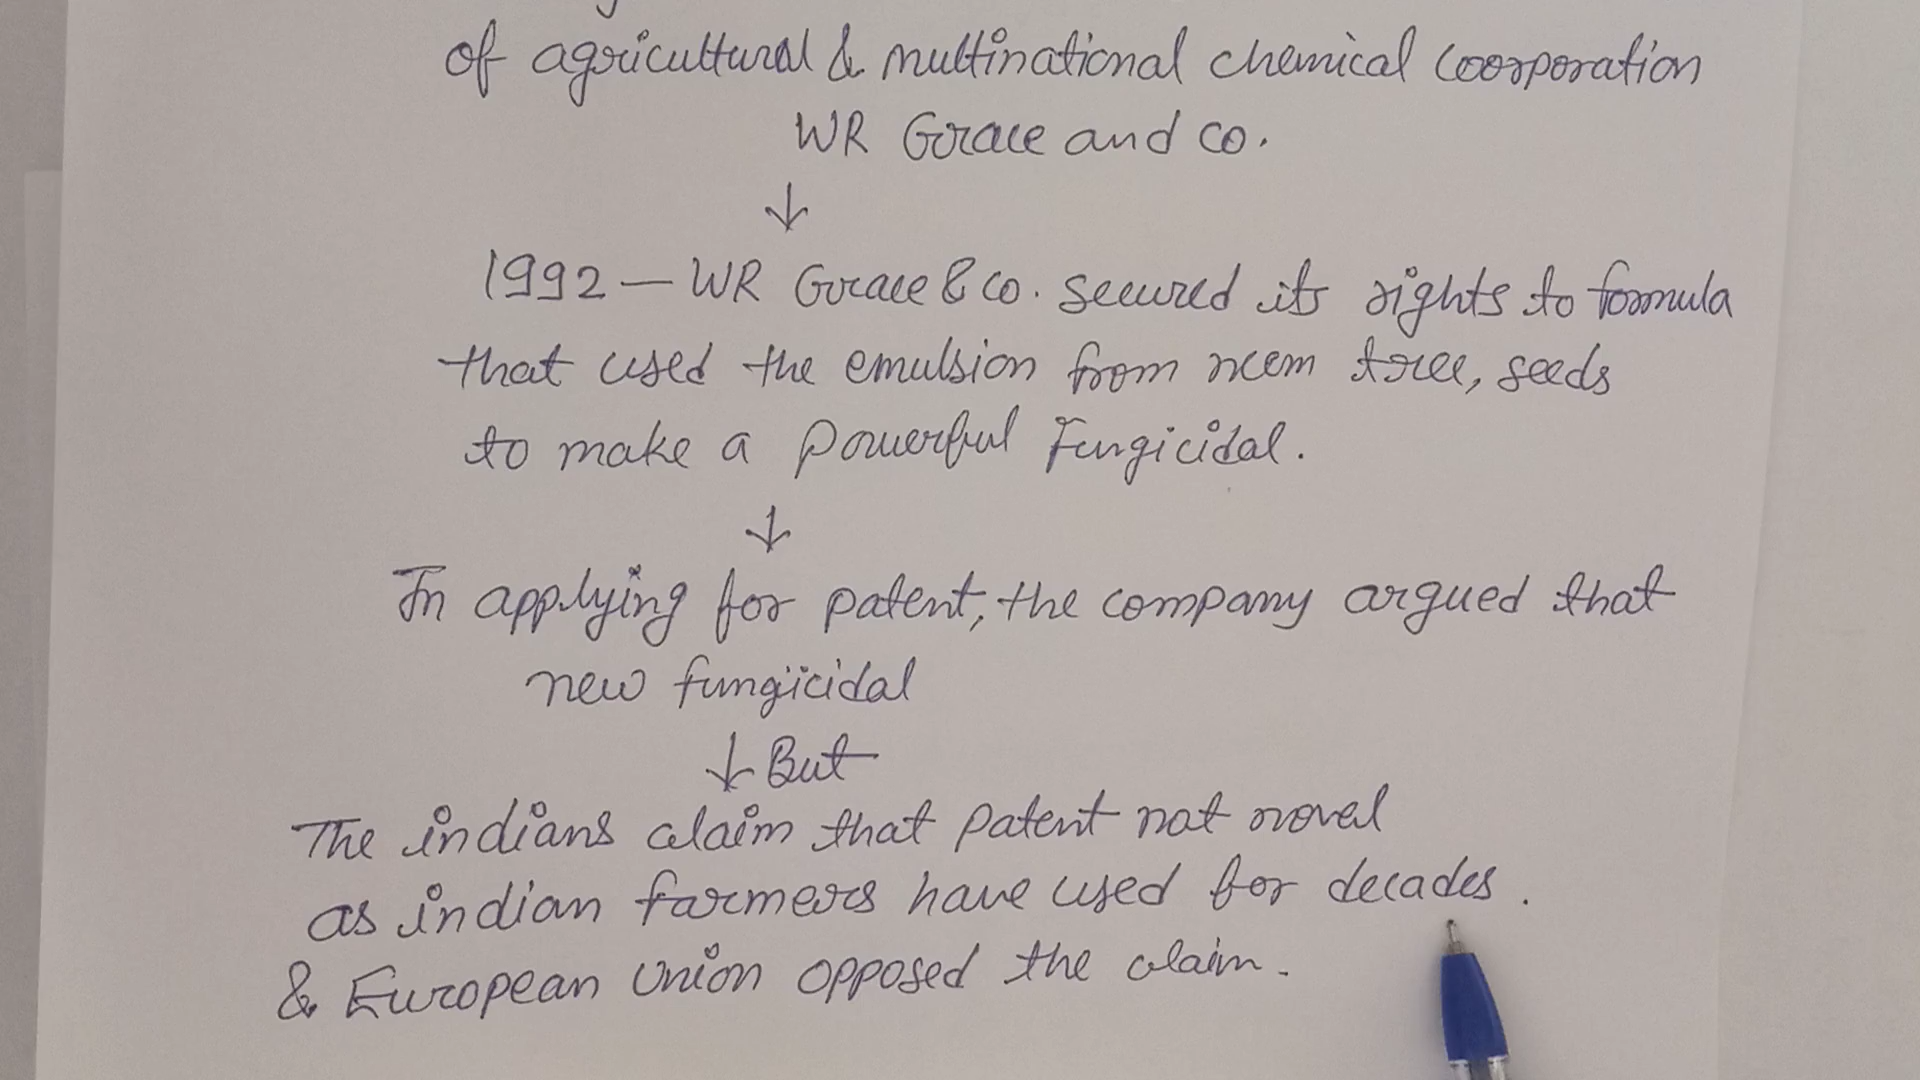 of agricultural & multinational chemical Coorporation
WR Grace and co.
1992 – WR Grace & co. secured its rights to formula
that used the emulsion from neem tree, seeds
to make a powerful Fungicidal.
In applying for patent, the company argued that
new fungicidal
But
The indians claim that patent not novel
as indian farmers have used for decades.
& European Union opposed the claim.